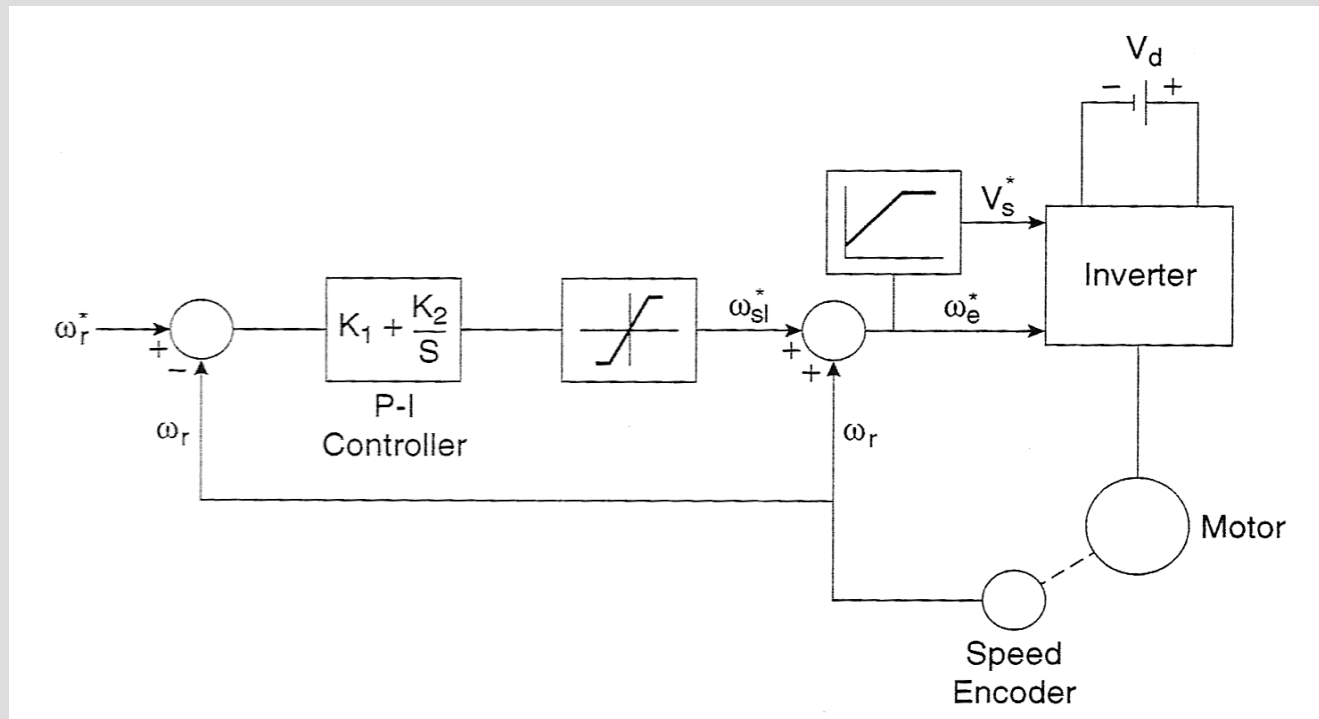 V_d
− +
V_s^*
Inverter
ω_r^*
+
−
K_1 + K_2/S
ω_sl^*
+
+
ω_e^*
P-I
Controller
ω_r
ω_r
Motor
Speed
Encoder